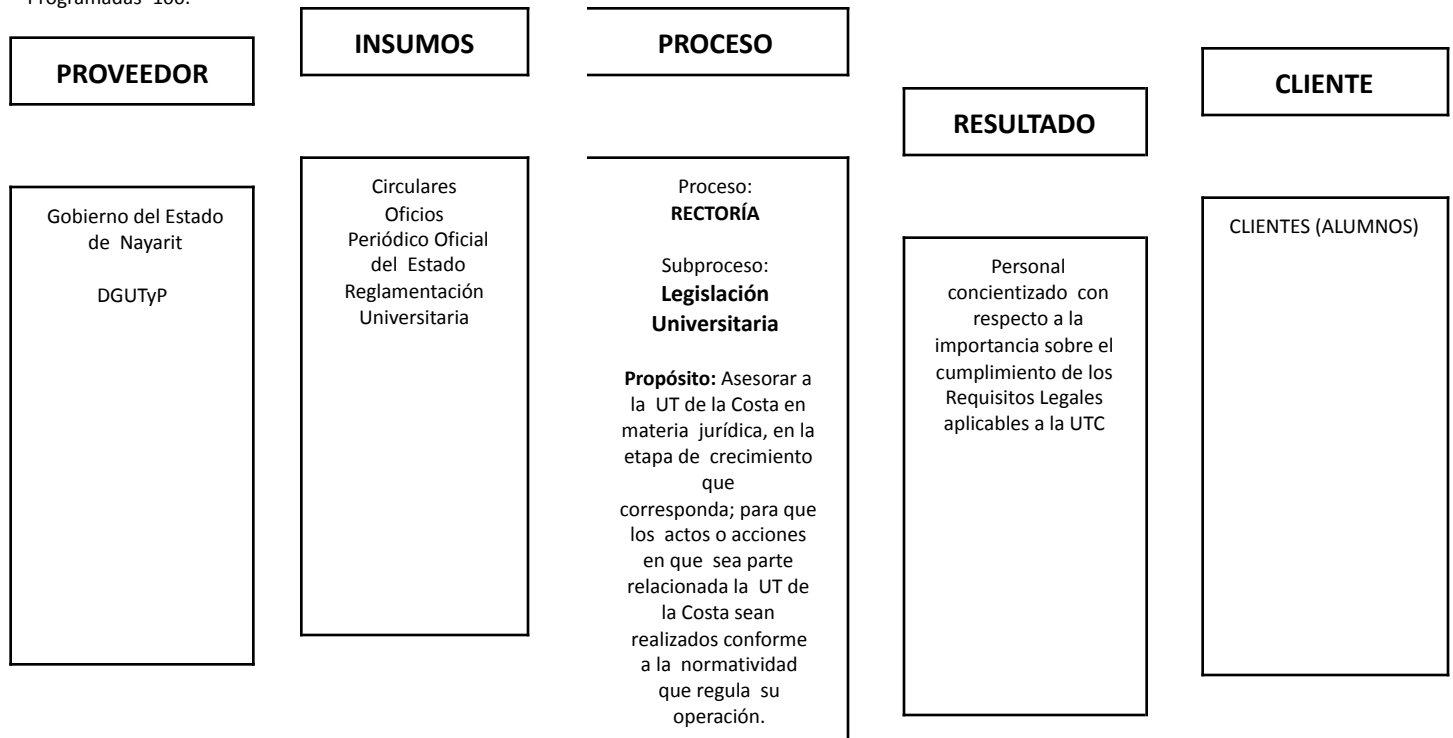 Programadas 100.
PROVEEDOR
Gobierno del Estado
de Nayarit
DGUTyP
INSUMOS
Circulares
Oficios
Periódico Oficial
del Estado
Reglamentación
Universitaria
PROCESO
Proceso:
RECTORÍA
Subproceso:
Legislación
Universitaria
Propósito: Asesorar a
la UT de la Costa en
materia jurídica, en la
etapa de crecimiento
que
corresponda; para que
los actos o acciones
en que sea parte
relacionada la UT de
la Costa sean
realizados conforme
a la normatividad
que regula su
operación.
RESULTADO
Personal
concientizado con
respecto a la
importancia sobre el
cumplimiento de los
Requisitos Legales
aplicables a la UTC
CLIENTE
CLIENTES (ALUMNOS)